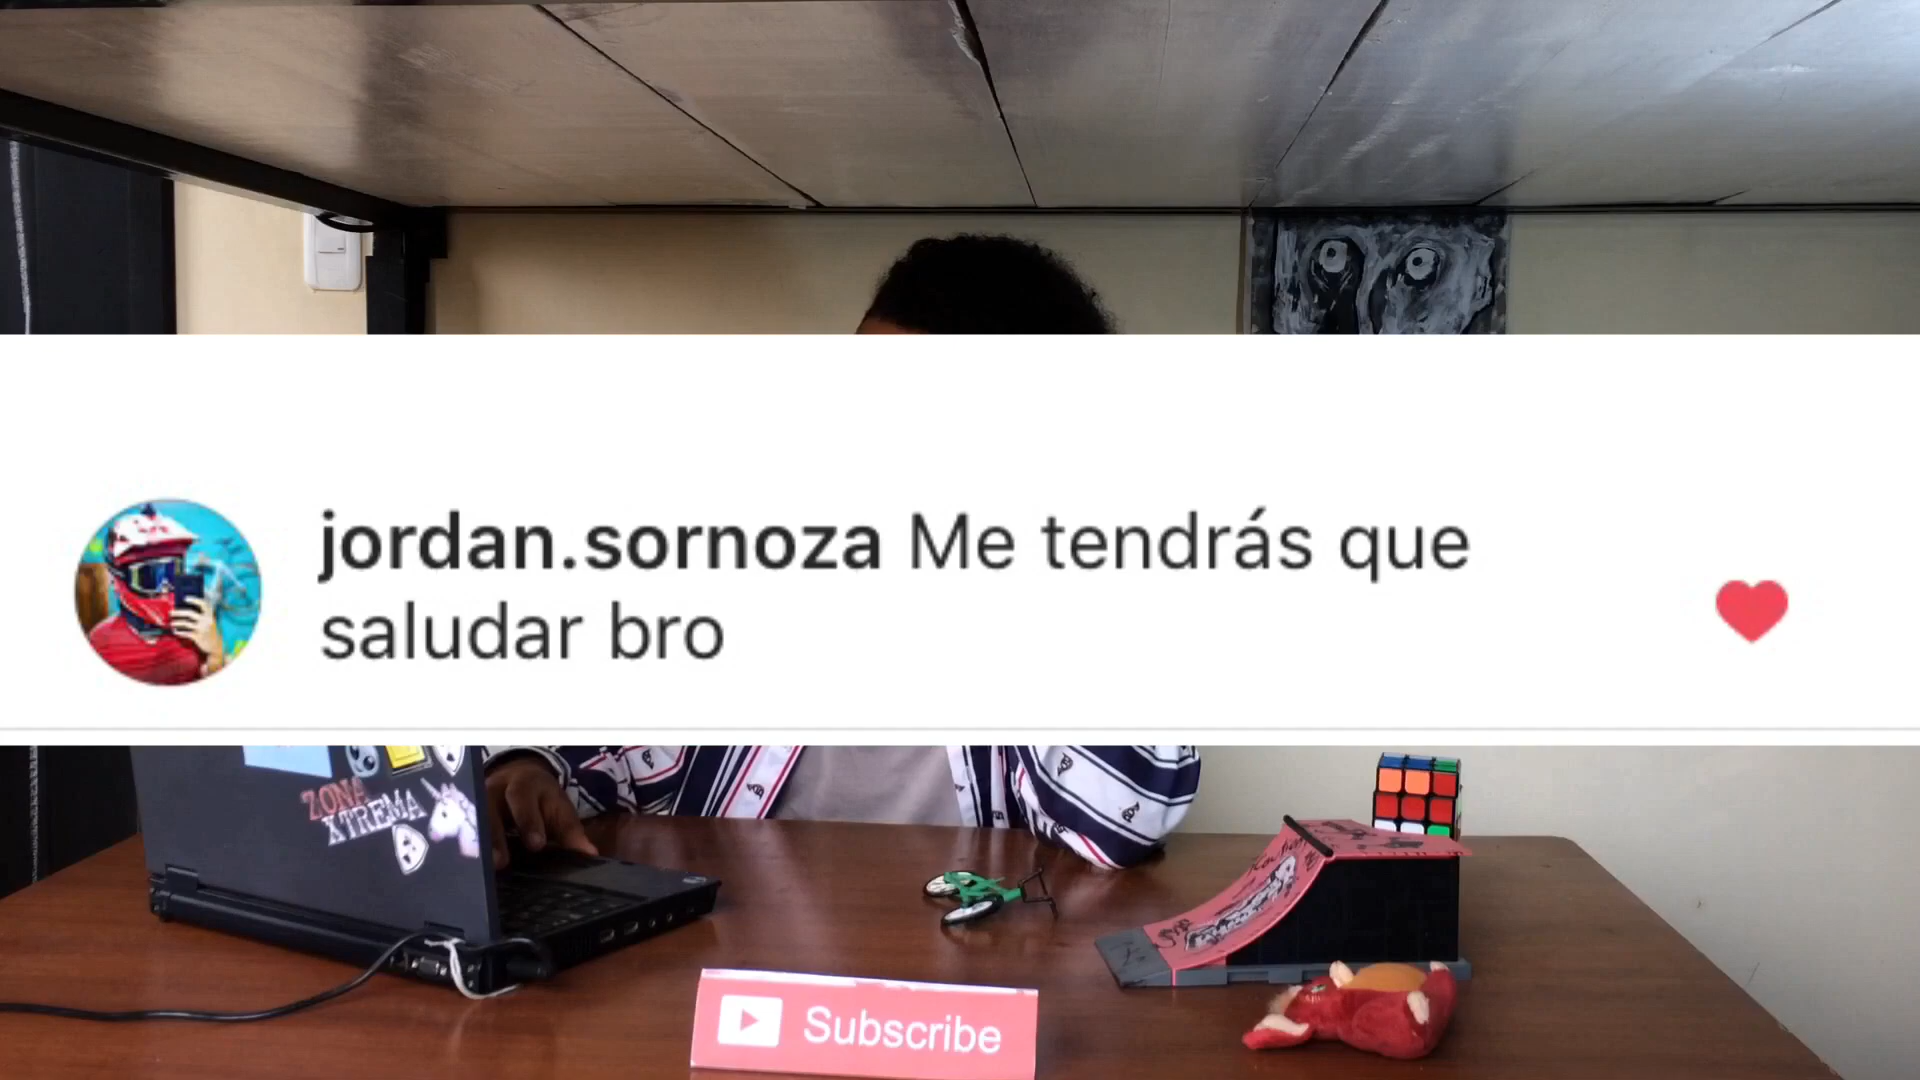 jordan.sornoza Me tendrás que
saludar bro
ZONA
XTREMA
Subscribe